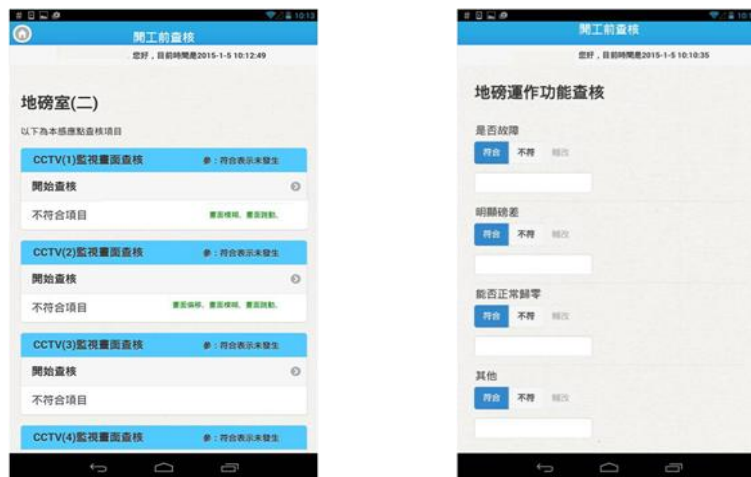 10:13
開工前查核
您好，目前時間是2015-1-5 10:12:49
地磅室(二)
以下為本感應點查核項目
CCTV(1)監視畫面查核 參：符合表示未發生
開始查核
不符合項目 畫面模糊、畫面跳動、
CCTV(2)監視畫面查核 參：符合表示未發生
開始查核
不符合項目 畫面偏移、畫面模糊、畫面跳動、
CCTV(3)監視畫面查核 參：符合表示未發生
開始查核
不符合項目
CCTV(4)監視畫面查核 參：符合表示未發生
開工前查核
您好，目前時間是2015-1-5 10:10:35
地磅運作功能查核
是否故障
符合 不符
明顯磅差
符合 不符
能否正常歸零
符合 不符
其他
符合 不符